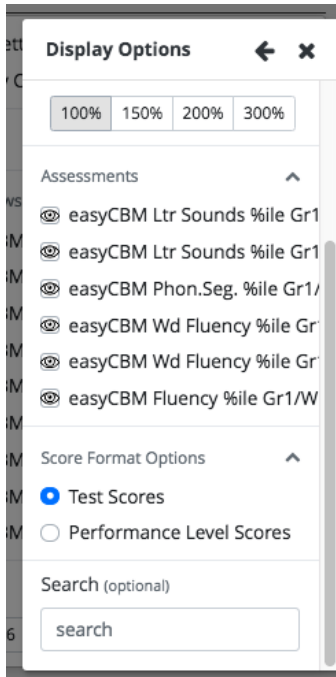 Display Options
100% 150% 200% 300%
Assessments
easyCBM Ltr Sounds %ile Gr1
easyCBM Ltr Sounds %ile Gr1
easyCBM Phon.Seg. %ile Gr1/
easyCBM Wd Fluency %ile Gr
easyCBM Wd Fluency %ile Gr
easyCBM Fluency %ile Gr1/W
Score Format Options
Test Scores
Performance Level Scores
Search (optional)
search
6